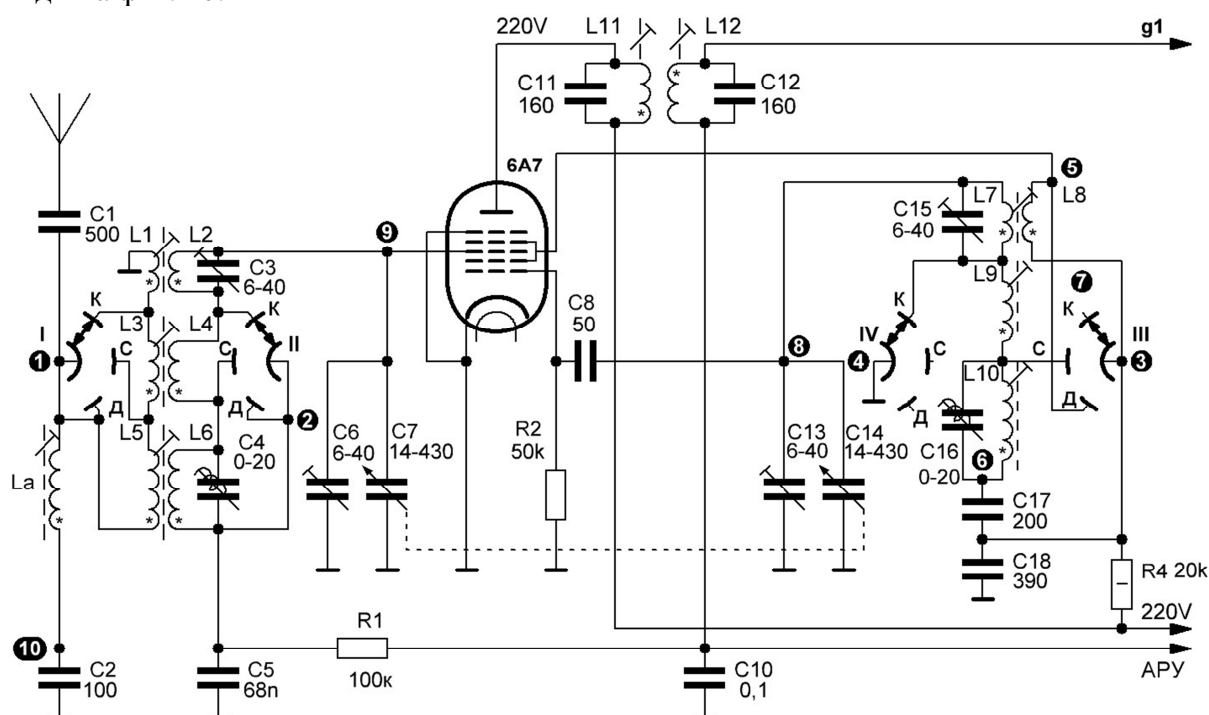 220V
L11
L12
g1
C11
160
C12
160
6A7
C1
500
L1
L2
9
C3
6-40
К
К
I
L3
L4
II
1
С
С
Д
Д
2
L5
L6
C4
0-20
La
C6
6-40
C7
14-430
R2
50k
C8
50
8
C13
6-40
C14
14-430
5
L7
L8
C15
6-40
L9
7
К
К
IV
III
4
С
С
3
L10
Д
Д
C16
0-20
6
C17
200
C18
390
R4 20k
220V
АРУ
10
C2
100
C5
68n
R1
100к
C10
0,1